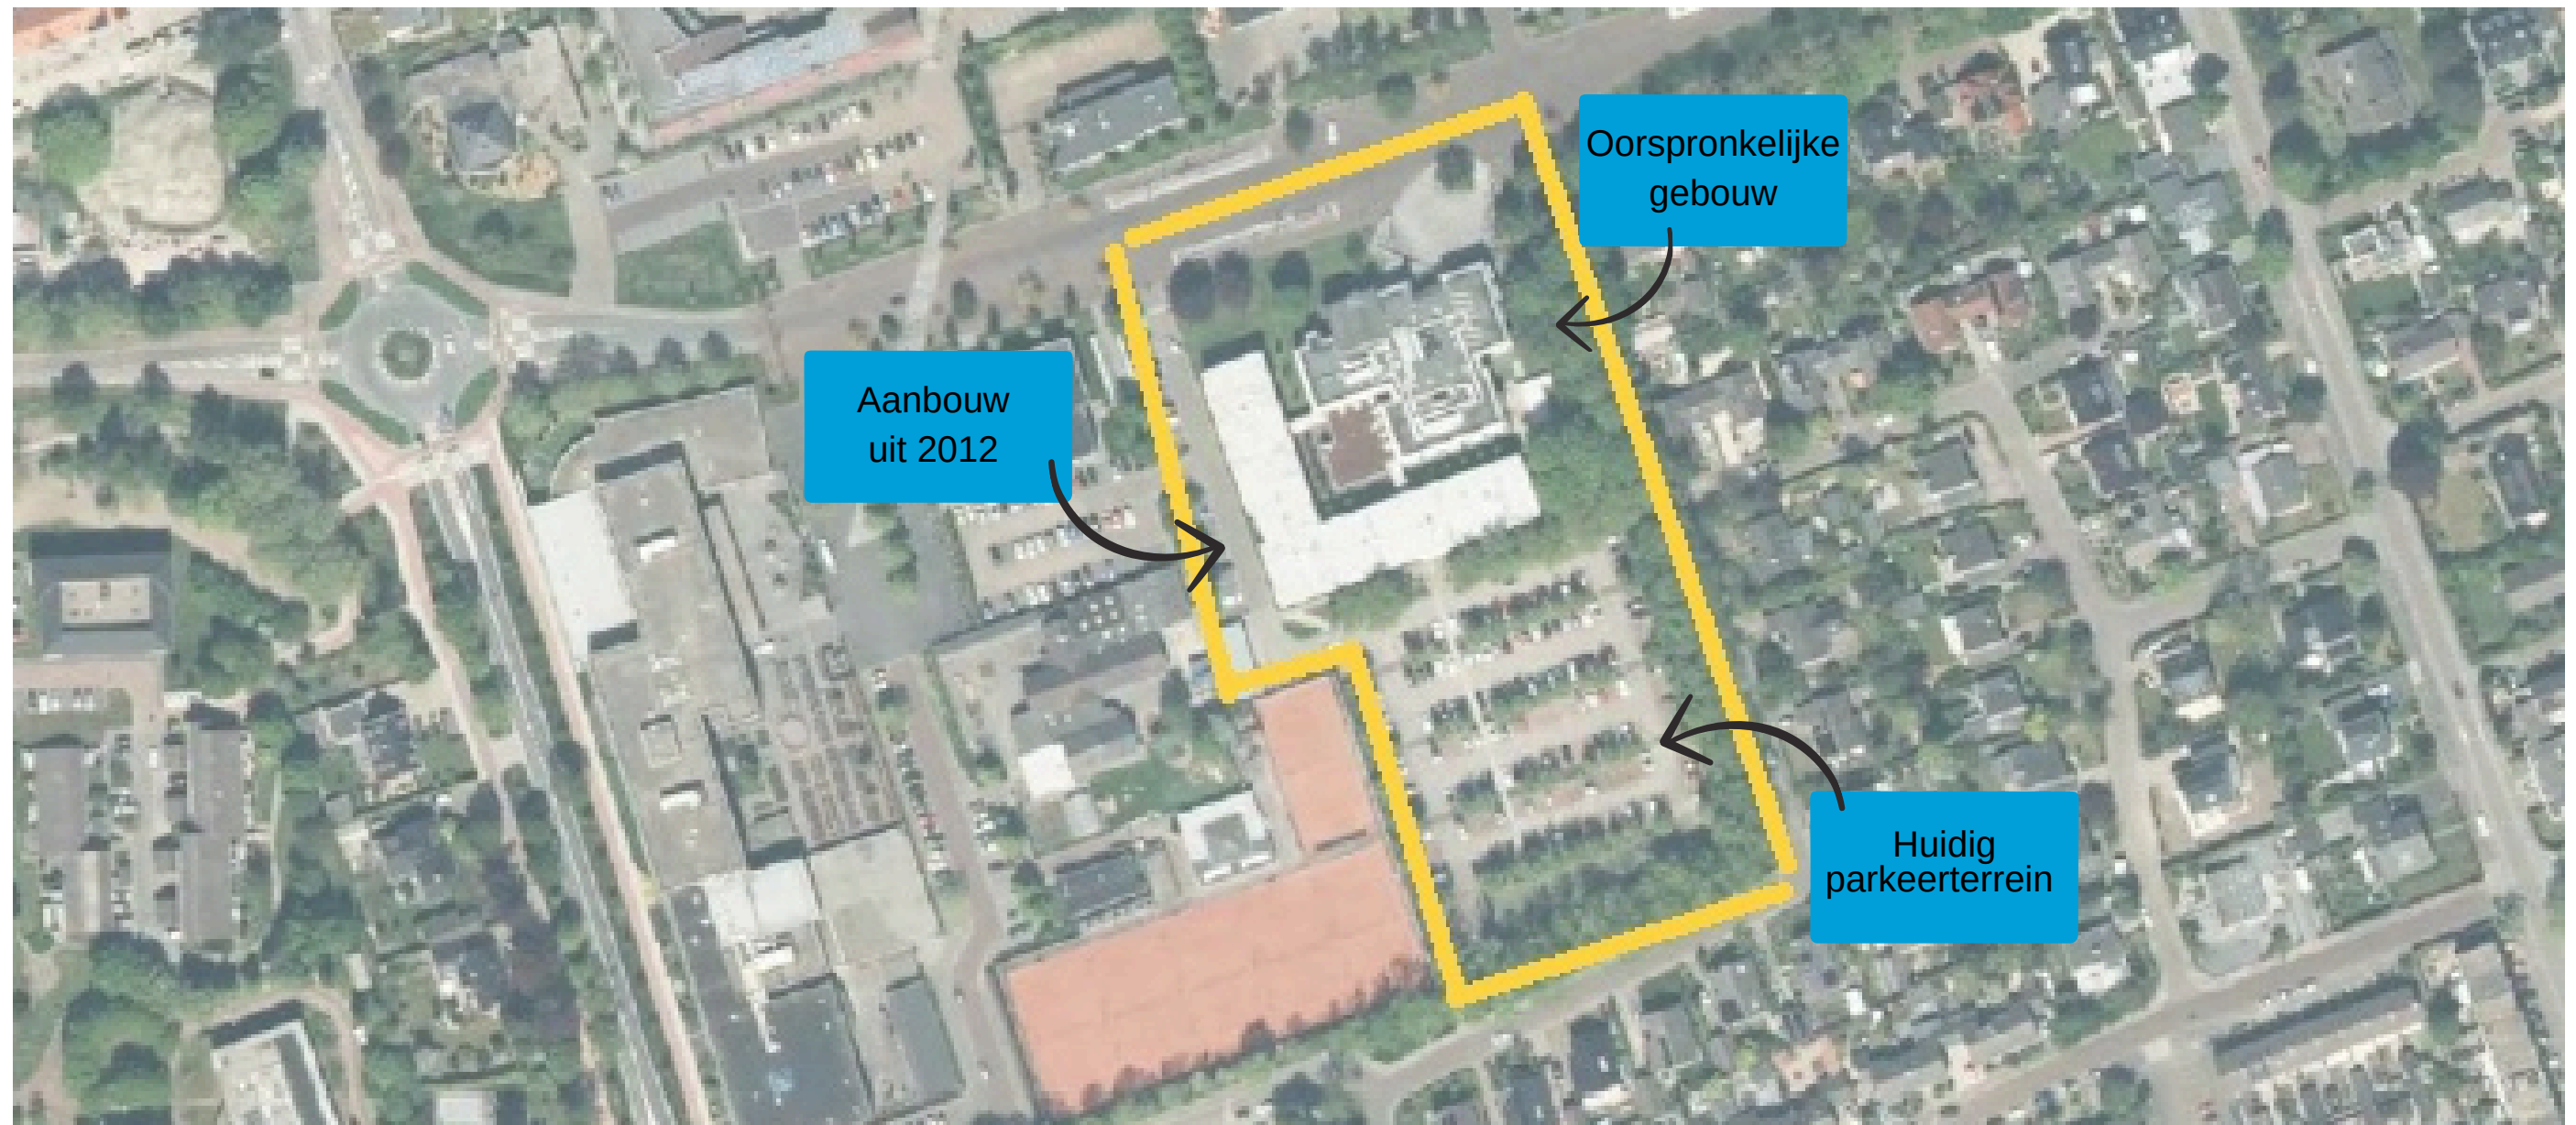 Oorspronkelijke
gebouw
Aanbouw
uit 2012
Huidig
parkeerterrein